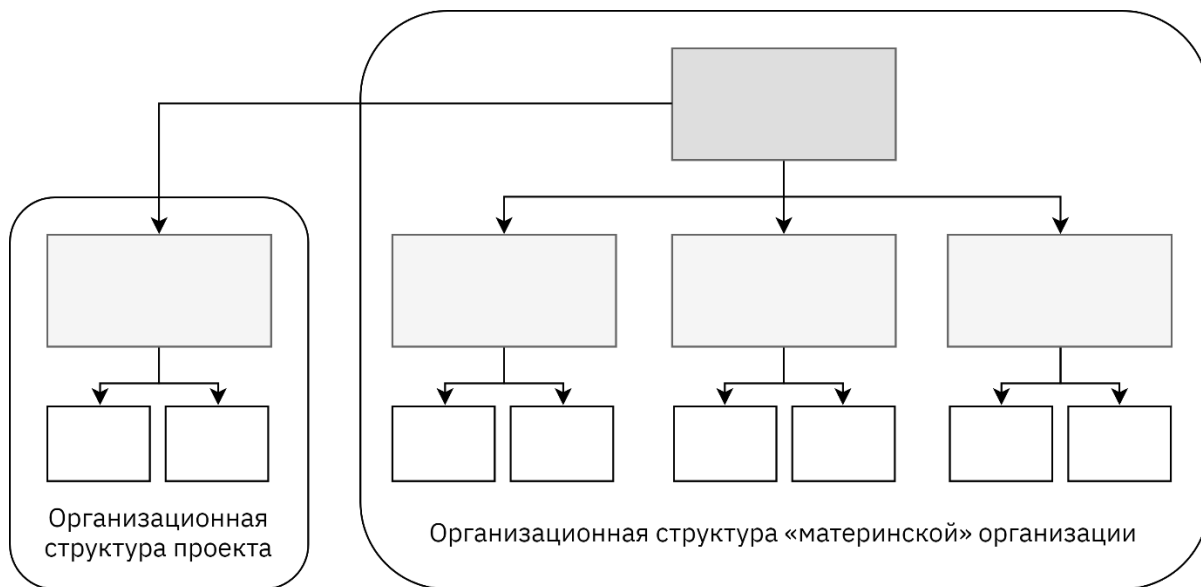 Организационная
структура проекта
Организационная структура «материнской» организации